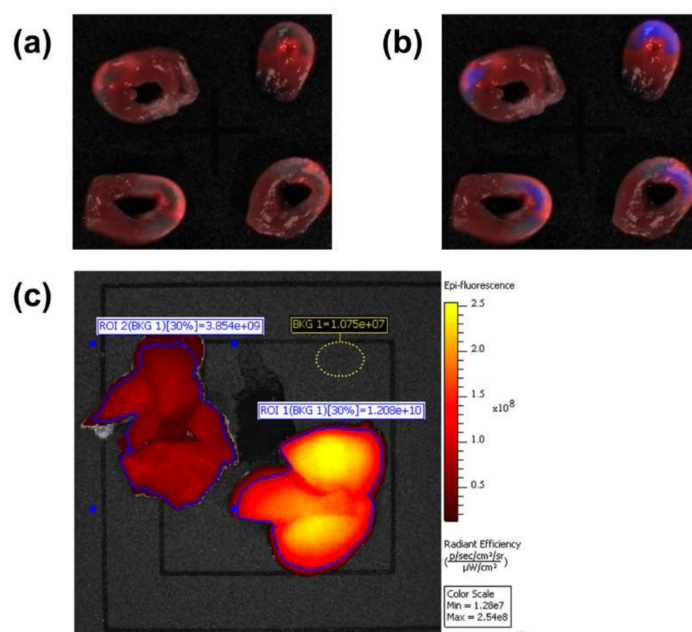 (a)
(b)
(c)
ROI 2(BKG 1)[30%]=3.854e+09
BKG 1=1.075e+07
ROI 1(BKG 1)[30%]=1.208e+10
Epi-fluorescence
2.5
2.0
1.5
x10⁸
1.0
0.5
Radiant Efficiency
(p/sec/cm²/sr
µW/cm²)
Color Scale
Min = 1.28e7
Max = 2.54e8